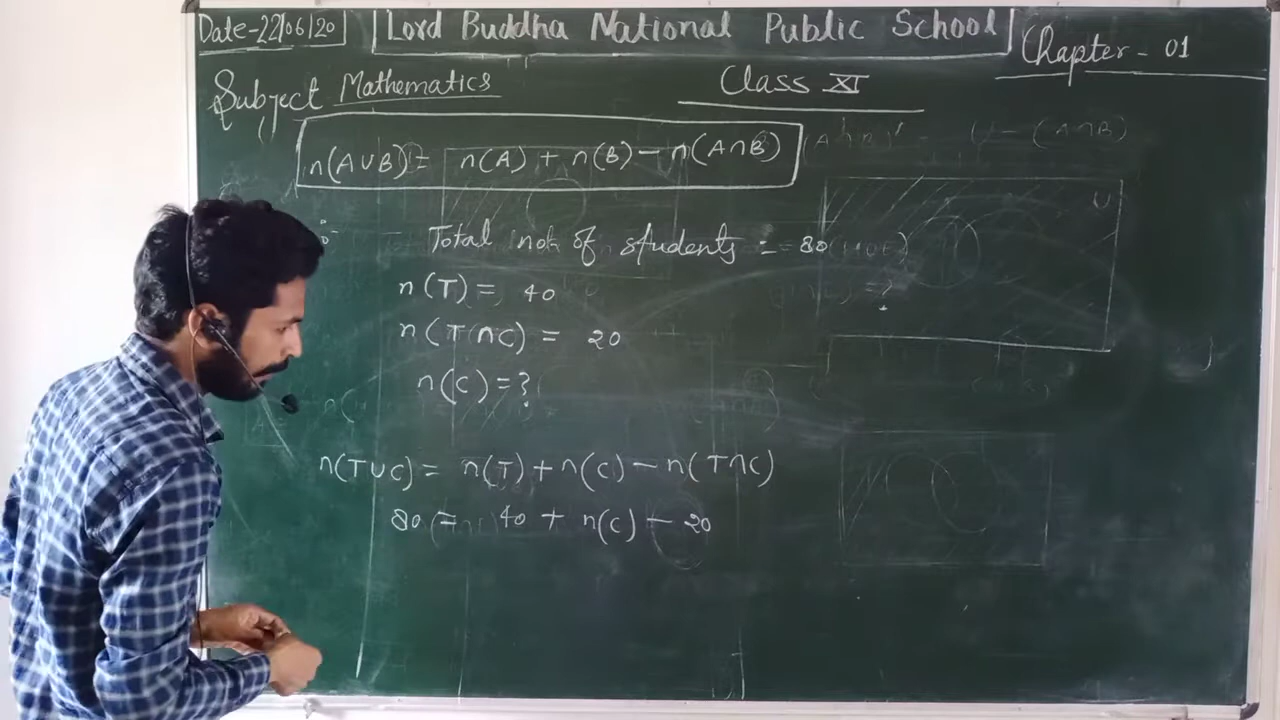 Date-22/06/20
Lord Buddha National Public School
Chapter - 01
Subject Mathematics
Class XI
n(A∪B) = n(A) + n(B) - n(A∩B)
Total no. of students = 80
n(T) = 40
n(T∩C) = 20
n(C) = ?
n(T∪C) = n(T) + n(C) - n(T∩C)
80 = 40 + n(C) - 20